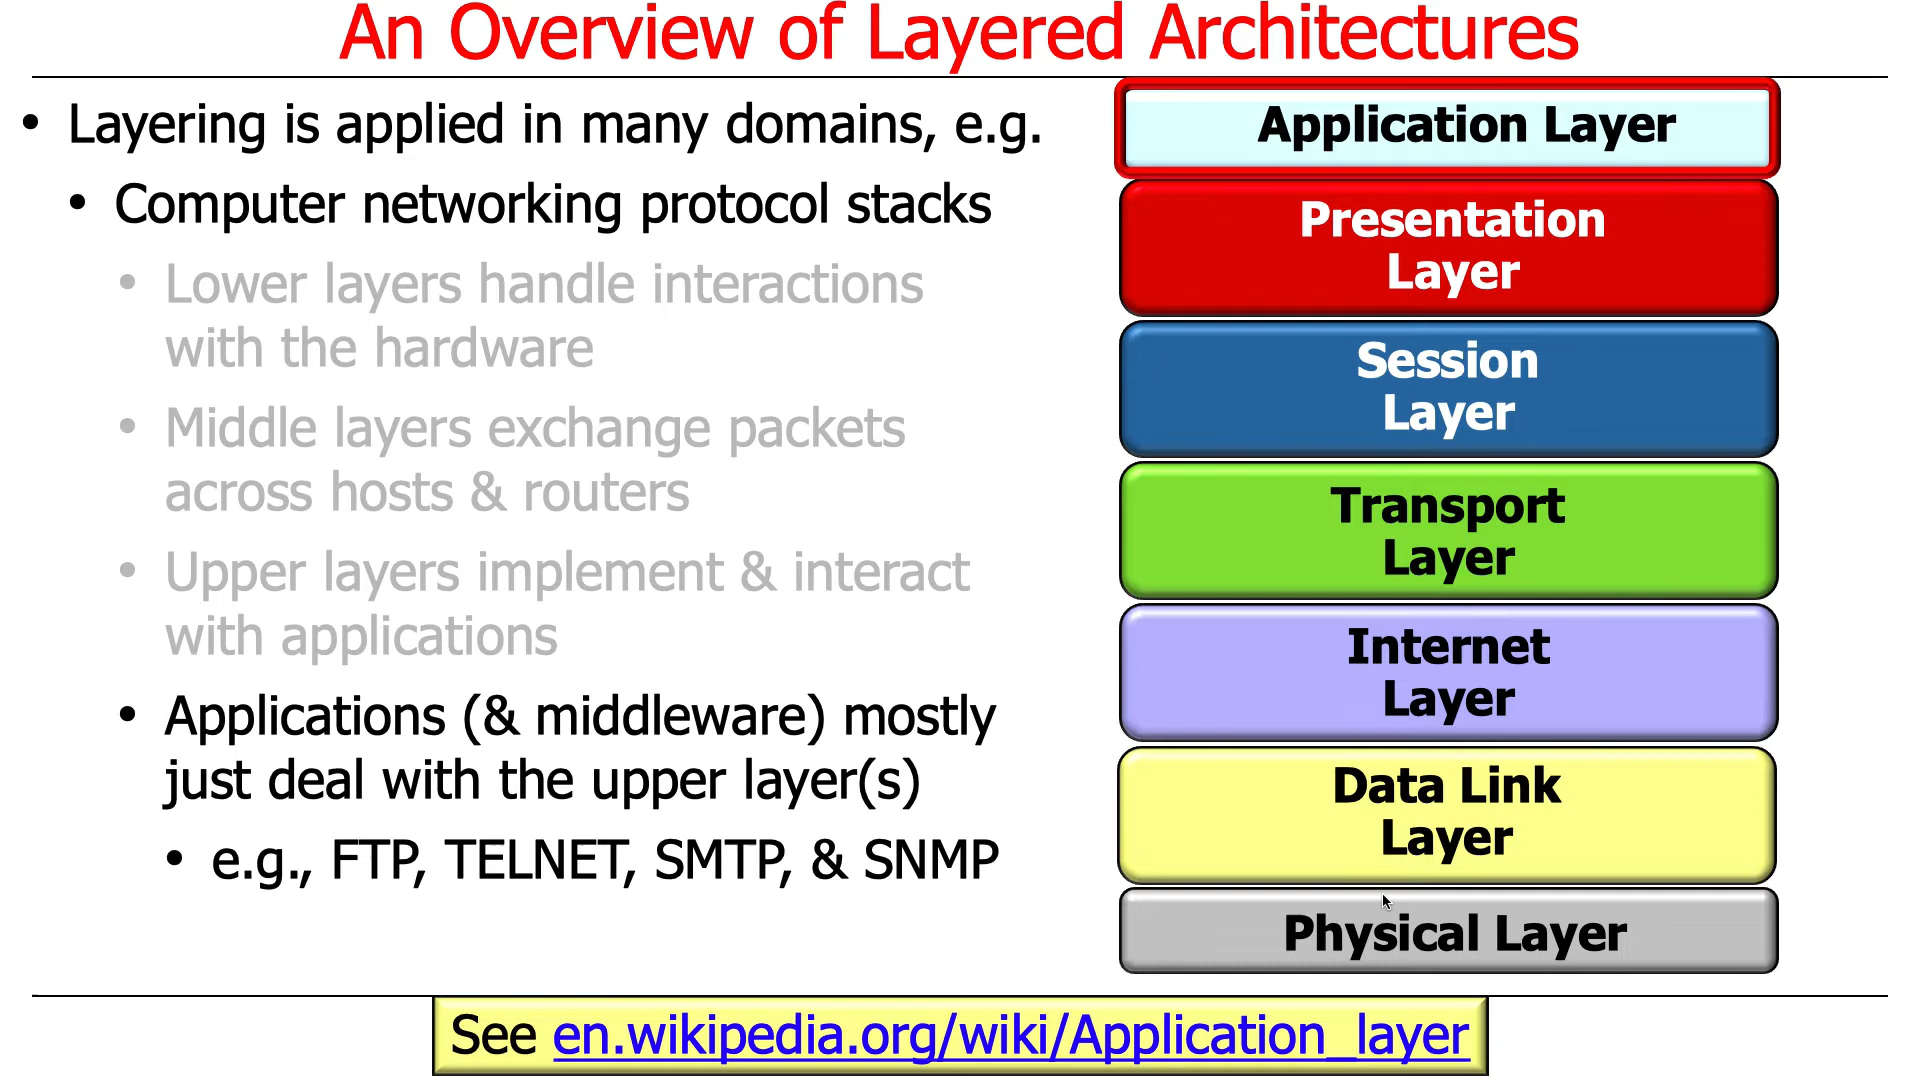 An Overview of Layered Architectures
• Layering is applied in many domains, e.g.
• Computer networking protocol stacks
• Lower layers handle interactions
with the hardware
• Middle layers exchange packets
across hosts & routers
• Upper layers implement & interact
with applications
• Applications (& middleware) mostly
just deal with the upper layer(s)
• e.g., FTP, TELNET, SMTP, & SNMP
Application Layer
Presentation
Layer
Session
Layer
Transport
Layer
Internet
Layer
Data Link
Layer
Physical Layer
See en.wikipedia.org/wiki/Application_layer